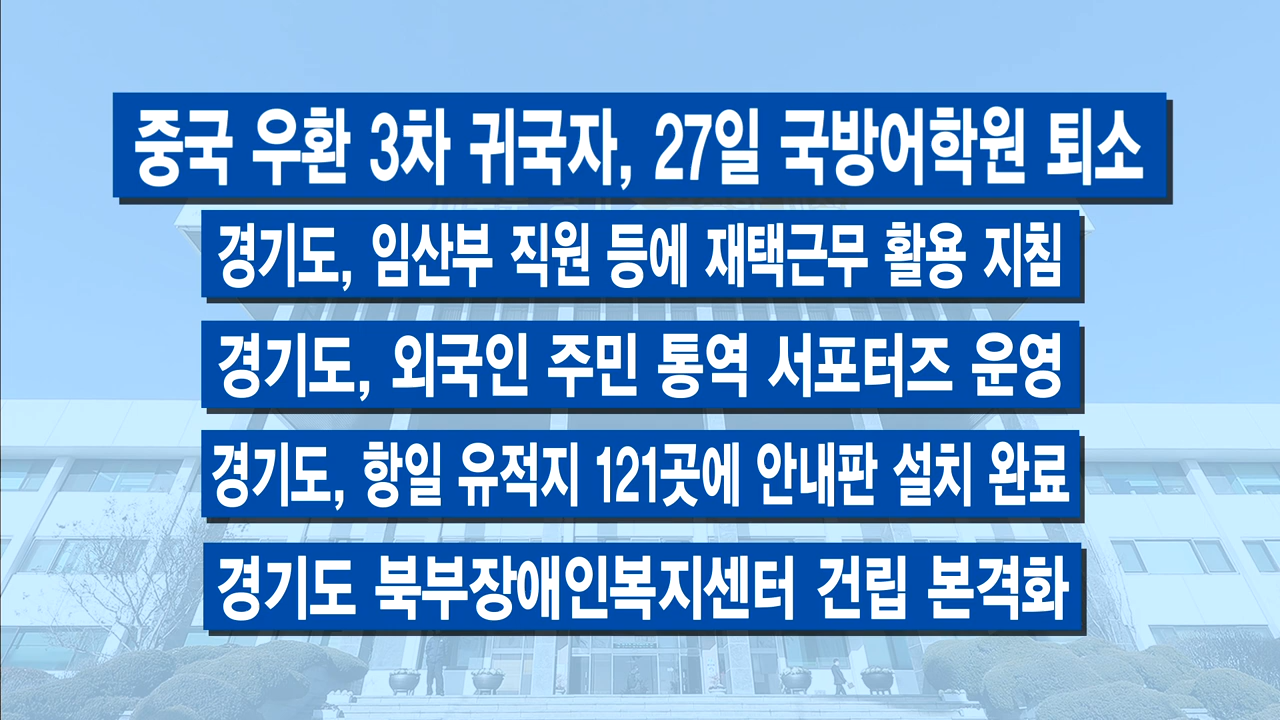 중국 우환 3차 귀국자, 27일 국방어학원 퇴소
경기도, 임산부 직원 등에 재택근무 활용 지침
경기도, 외국인 주민 통역 서포터즈 운영
경기도, 항일 유적지 121곳에 안내판 설치 완료
경기도 북부장애인복지센터 건립 본격화